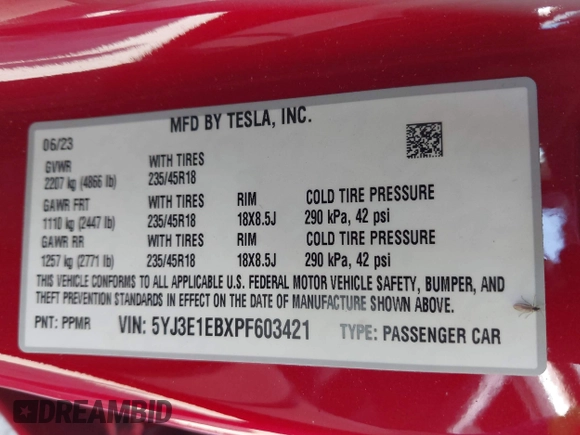 MFD BY TESLA, INC.
06/23
GVWR WITH TIRES
2207 kg (4866 lb) 235/45R18
GAWR FRT WITH TIRES RIM COLD TIRE PRESSURE
1110 kg (2447 lb) 235/45R18 18X8.5J 290 kPa, 42 psi
GAWR RR WITH TIRES RIM COLD TIRE PRESSURE
1257 kg (2771 lb) 235/45R18 18X8.5J 290 kPa, 42 psi
THIS VEHICLE CONFORMS TO ALL APPLICABLE U.S. FEDERAL MOTOR VEHICLE SAFETY, BUMPER, AND
THEFT PREVENTION STANDARDS IN EFFECT ON THE DATE OF MANUFACTURE SHOWN ABOVE.
PNT: PPMR VIN: 5YJ3E1EBXPF603421 TYPE: PASSENGER CAR
DREAMBID